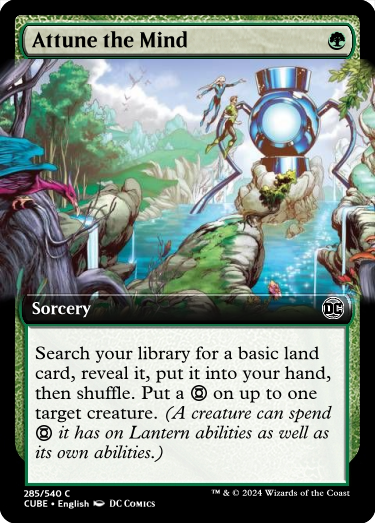 Attune the Mind
Sorcery
DC
Search your library for a basic land
card, reveal it, put it into your hand,
then shuffle. Put a on up to one
target creature. (A creature can spend
it has on Lantern abilities as well as
its own abilities.)
285/540 C
CUBE • English DC COMICS
™ & © 2024 Wizards of the Coast